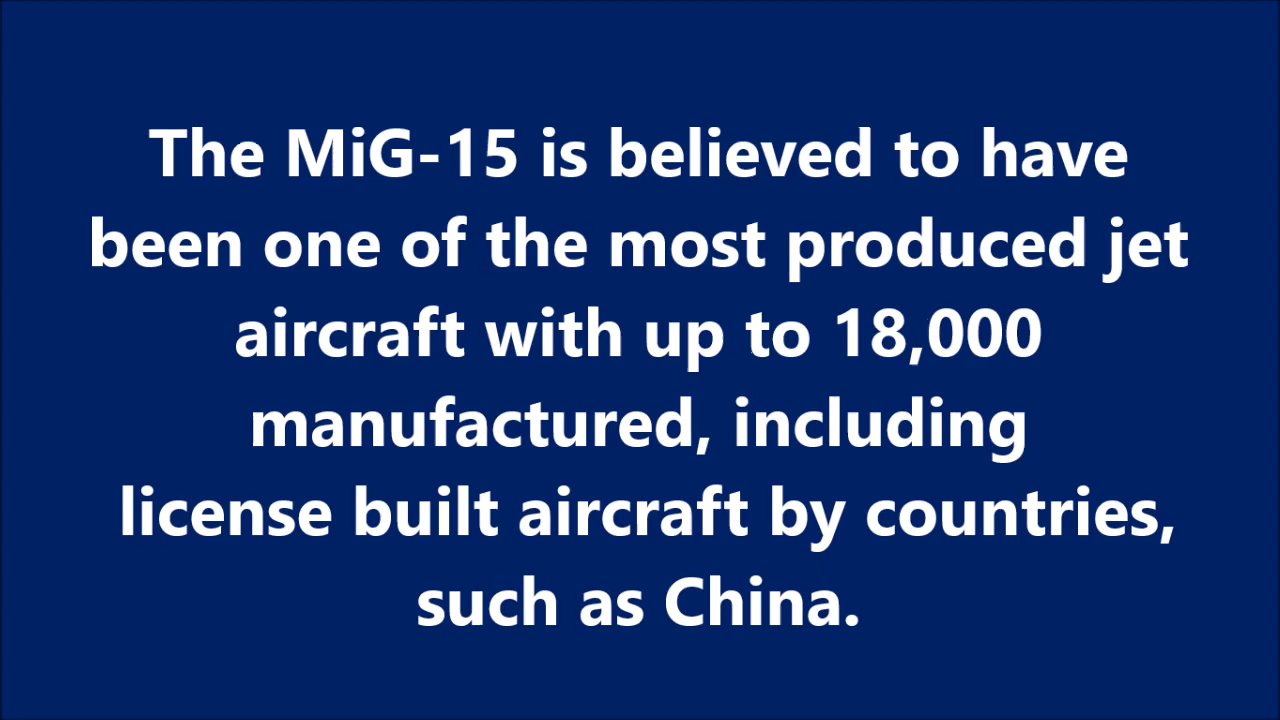 The MiG-15 is believed to have
been one of the most produced jet
aircraft with up to 18,000
manufactured, including
license built aircraft by countries,
such as China.